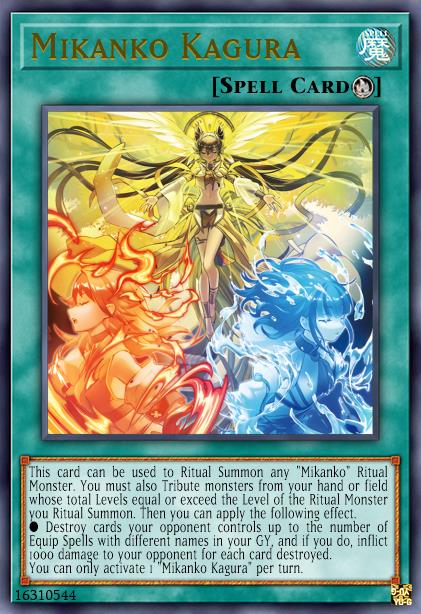 Mikanko Kagura
SPELL
魔
[Spell Card]
This card can be used to Ritual Summon any "Mikanko" Ritual
Monster. You must also Tribute monsters from your hand or field
whose total Levels equal or exceed the Level of the Ritual Monster
you Ritual Summon. Then you can apply the following effect.
● Destroy cards your opponent controls up to the number of
Equip Spells with different names in your GY, and if you do, inflict
1000 damage to your opponent for each card destroyed.
You can only activate 1 "Mikanko Kagura" per turn.
16310544